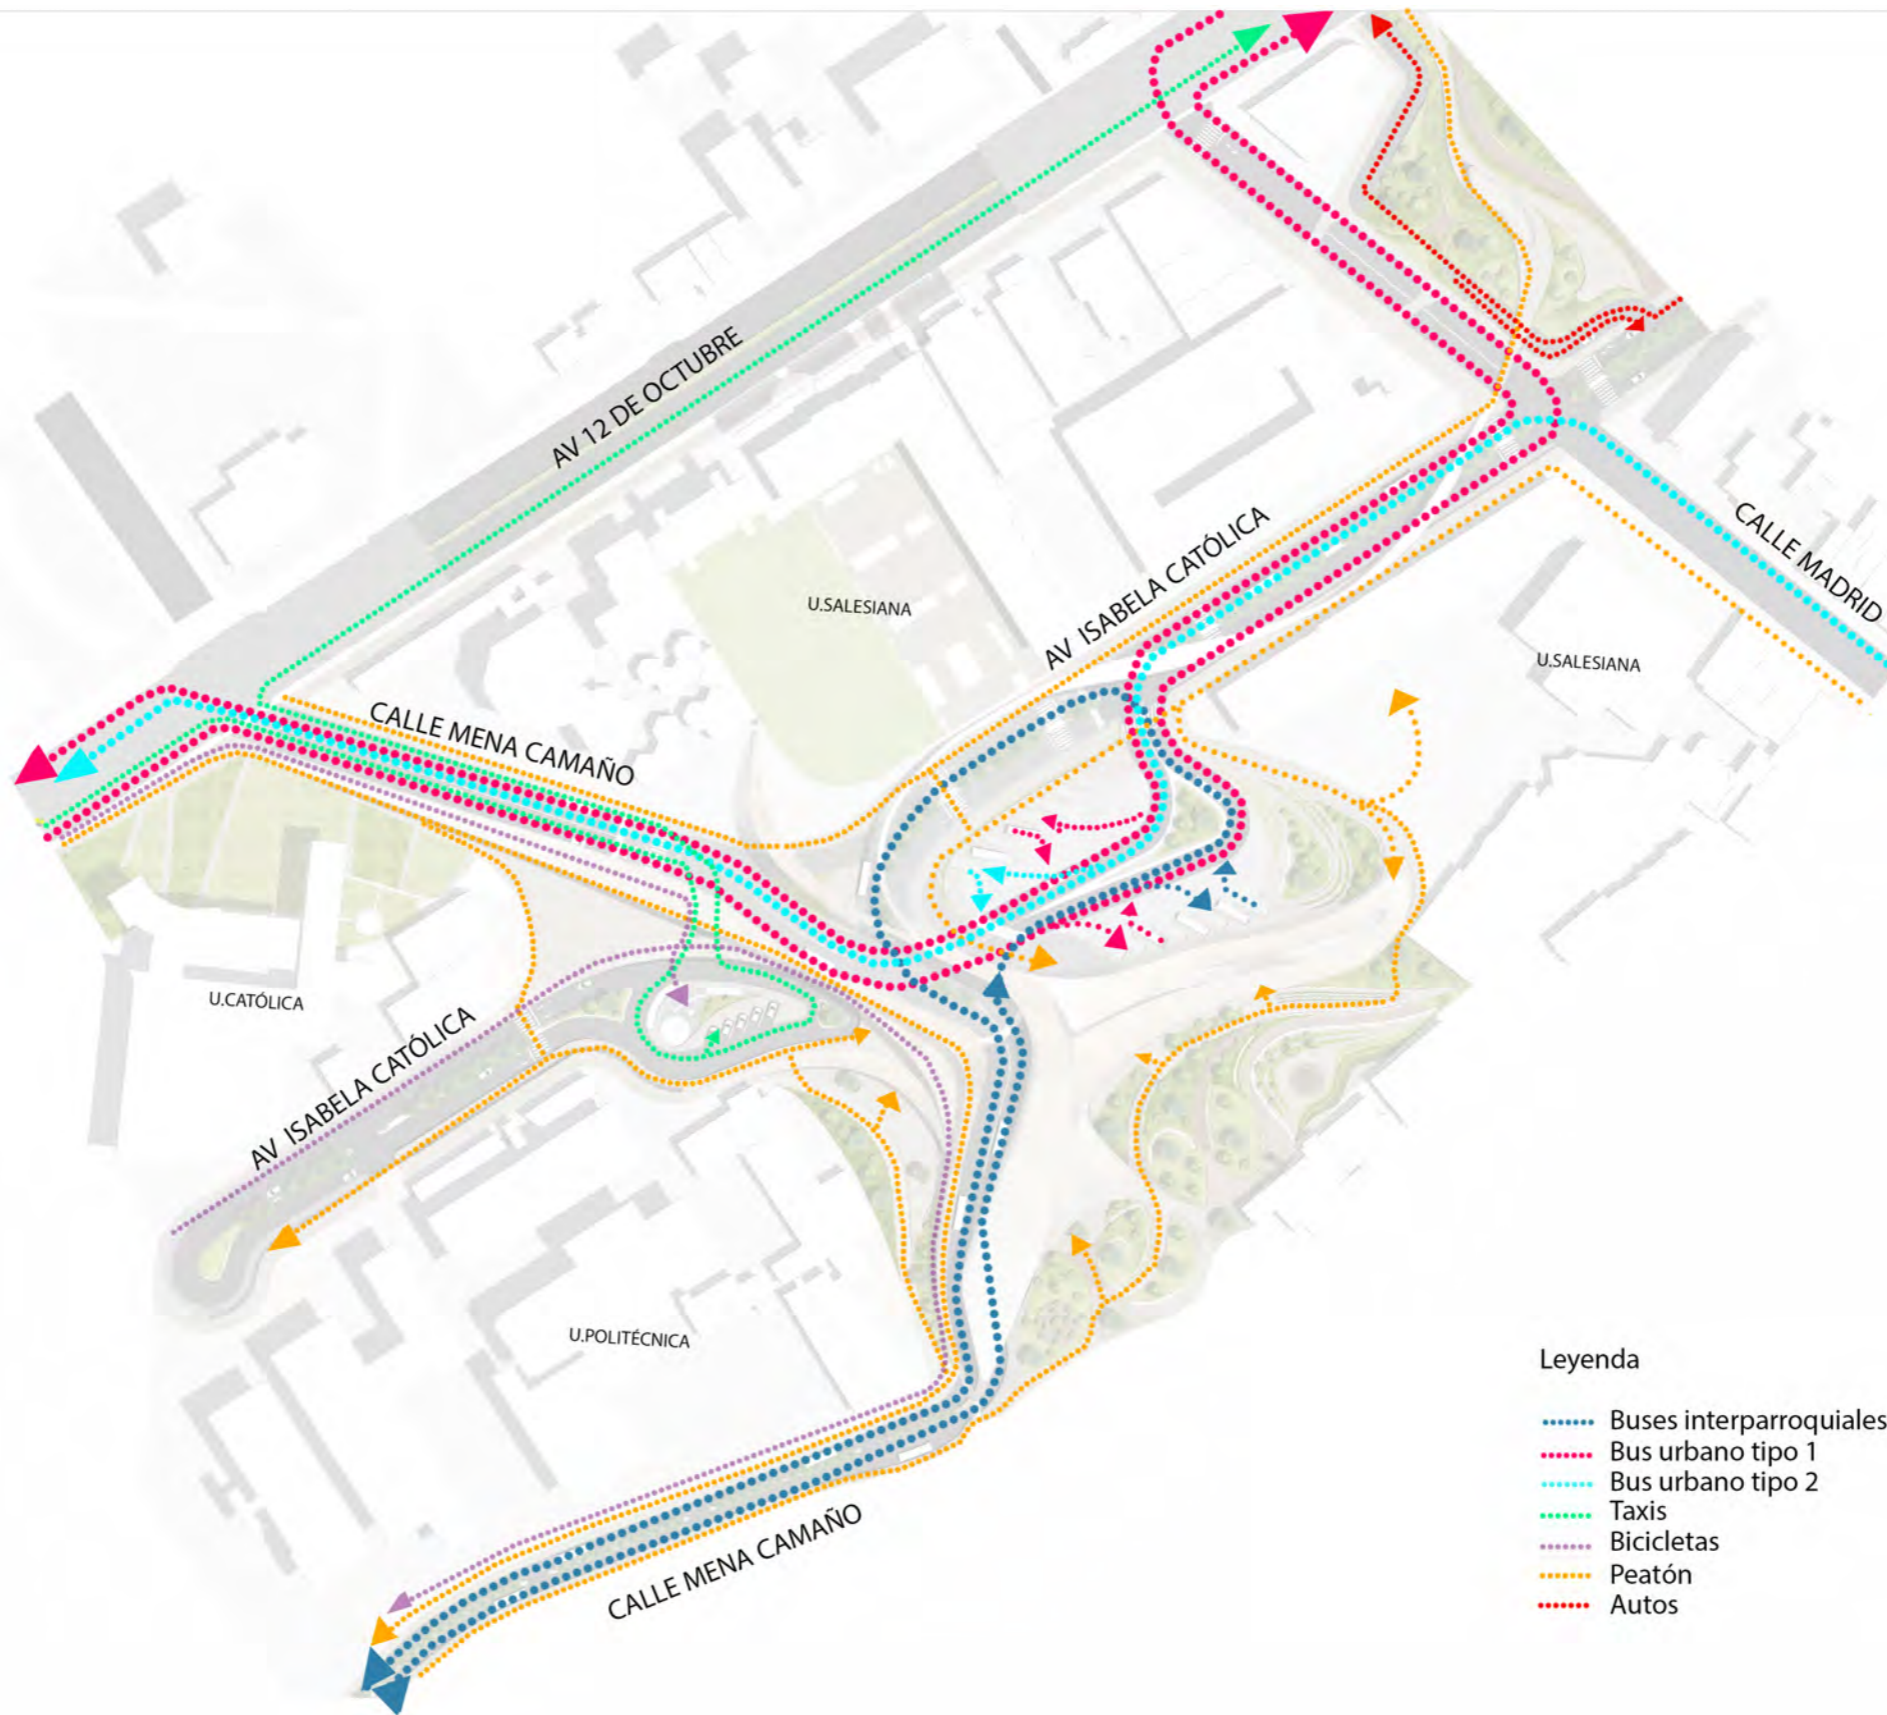 AV 12 DE OCTUBRE
CALLE MADRID
AV ISABELA CATÓLICA
U.SALESIANA
U.SALESIANA
CALLE MENA CAMAÑO
U.CATÓLICA
AV ISABELA CATÓLICA
U.POLITÉCNICA
CALLE MENA CAMAÑO
Leyenda
Buses interparroquiales
Bus urbano tipo 1
Bus urbano tipo 2
Taxis
Bicicletas
Peatón
Autos